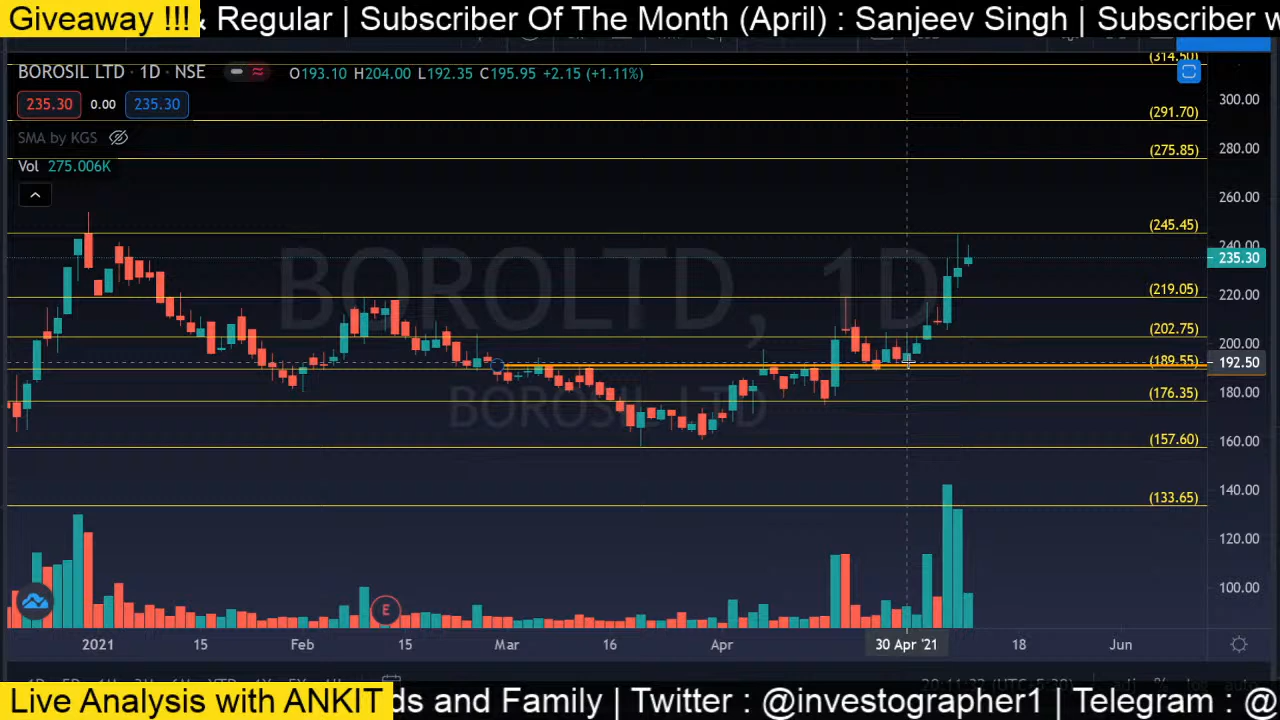 Giveaway !!! & Regular | Subscriber Of The Month (April) : Sanjeev Singh | Subscriber w
BOROSIL LTD · 1D · NSE O193.10 H204.00 L192.35 C195.95 +2.15 (+1.11%)
235.30 0.00 235.30
SMA by KGS
Vol 275.006K
BOROLTD, 1D
BOROSIL LTD
(314.50)
(291.70)
(275.85)
(245.45)
(219.05)
(202.75)
(189.55)
(176.35)
(157.60)
(133.65)
300.00
280.00
260.00
240.00
235.30
220.00
200.00
192.50
180.00
160.00
140.00
120.00
100.00
E
2021 15 Feb 15 Mar 16 Apr 30 Apr '21 18 Jun
Live Analysis with ANKIT ds and Family | Twitter : @investographer1 | Telegram : @